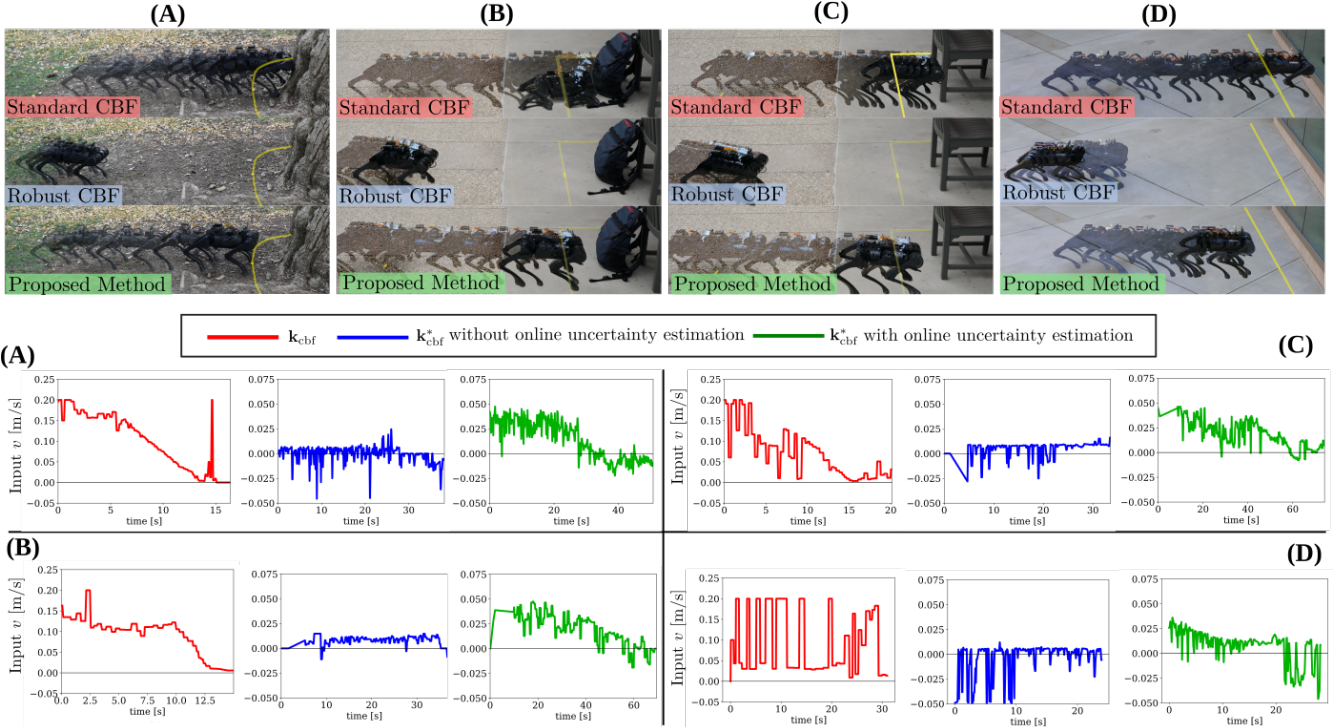 (A) (B) (C) (D)
Standard CBF Standard CBF Standard CBF Standard CBF
Robust CBF Robust CBF Robust CBF Robust CBF
Proposed Method Proposed Method Proposed Method Proposed Method
k_cbf k*_cbf without online uncertainty estimation k*_cbf with online uncertainty estimation
(A)
Input v [m/s]
0.25
0.20
0.15
0.10
0.05
0.00
−0.05
0 5 10 15
time [s]
0.075
0.050
0.025
0.000
−0.025
−0.050
0 10 20 30
time [s]
0.075
0.050
0.025
0.000
−0.025
−0.050
0 10 20 30 40 50
time [s]
(C)
Input v [m/s]
0.25
0.20
0.15
0.10
0.05
0.00
−0.05
0 5 10 15 20
time [s]
0.075
0.050
0.025
0.000
−0.025
−0.050
0 10 20 30
time [s]
0.075
0.050
0.025
0.000
−0.025
−0.050
0 20 40 60
time [s]
(B)
Input v [m/s]
0.25
0.20
0.15
0.10
0.05
0.00
−0.05
0.0 2.5 5.0 7.5 10.0 12.5
time [s]
0.075
0.050
0.025
0.000
−0.025
−0.050
0 10 20 30
time [s]
0.075
0.050
0.025
0.000
−0.025
−0.050
0 20 40 60
time [s]
(D)
Input v [m/s]
0.25
0.20
0.15
0.10
0.05
0.00
−0.05
0 10 20 30
time [s]
0.075
0.050
0.025
0.000
−0.025
−0.050
0 10 20
time [s]
0.075
0.050
0.025
0.000
−0.025
−0.050
0 10 20
time [s]